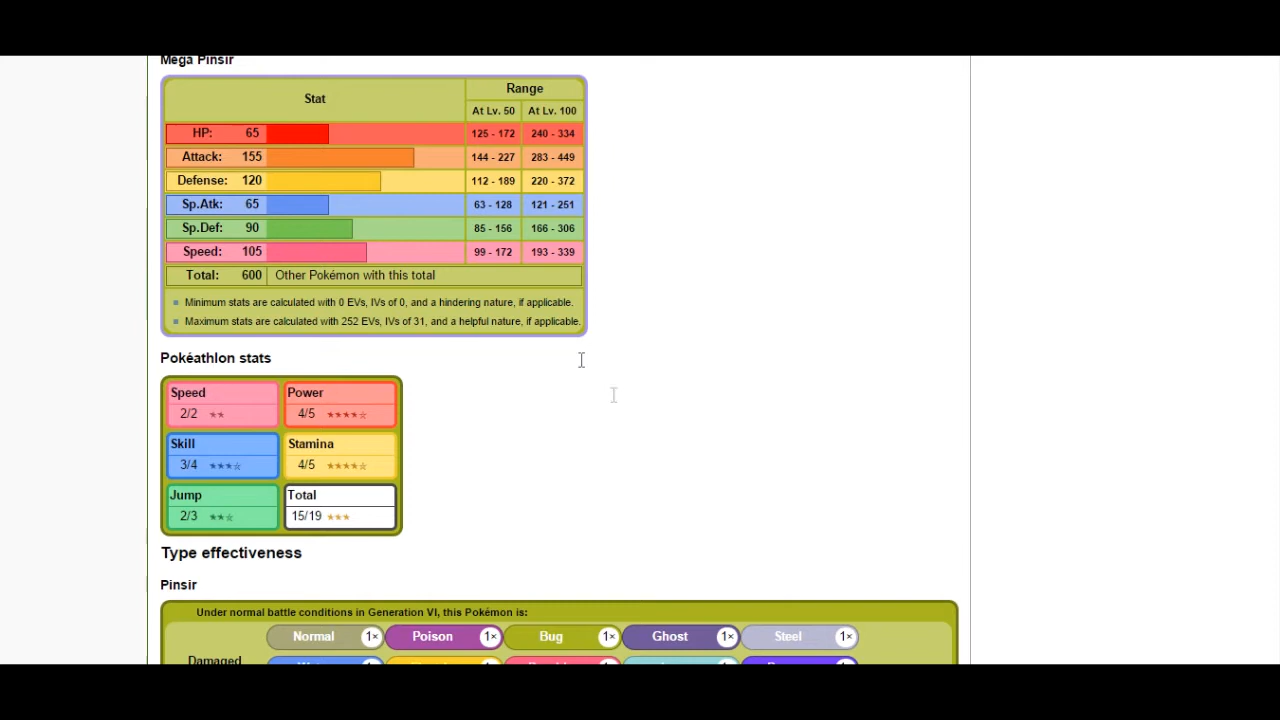 Mega Pinsir
Stat
Range
At Lv. 50 At Lv. 100
HP: 65 125 - 172 240 - 334
Attack: 155 144 - 227 283 - 449
Defense: 120 112 - 189 220 - 372
Sp.Atk: 65 63 - 128 121 - 251
Sp.Def: 90 85 - 156 166 - 306
Speed: 105 99 - 172 193 - 339
Total: 600 Other Pokémon with this total
Minimum stats are calculated with 0 EVs, IVs of 0, and a hindering nature, if applicable.
Maximum stats are calculated with 252 EVs, IVs of 31, and a helpful nature, if applicable.
Pokéathlon stats
Speed Power
2/2 ★★ 4/5 ★★★★☆
Skill Stamina
3/4 ★★★☆ 4/5 ★★★★☆
Jump Total
2/3 ★★☆ 15/19 ★★★
Type effectiveness
Pinsir
Under normal battle conditions in Generation VI, this Pokémon is:
Normal 1× Poison 1× Bug 1× Ghost 1× Steel 1×
Damaged